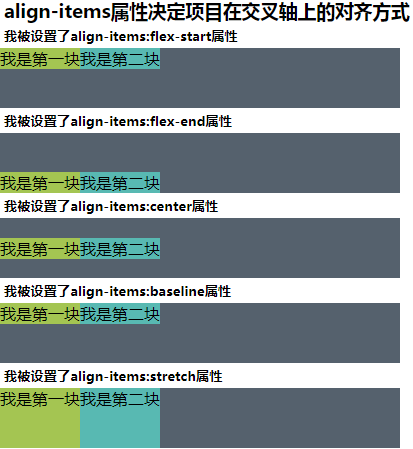 align-items属性决定项目在交叉轴上的对齐方式
我被设置了align-items:flex-start属性
我是第一块我是第二块
我被设置了align-items:flex-end属性
我是第一块我是第二块
我被设置了align-items:center属性
我是第一块我是第二块
我被设置了align-items:baseline属性
我是第一块我是第二块
我被设置了align-items:stretch属性
我是第一块我是第二块